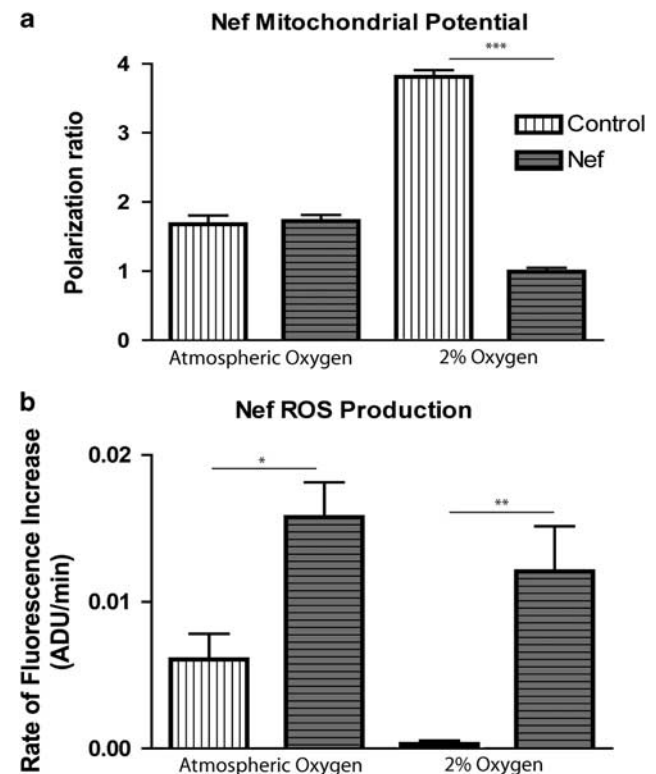 a
Nef Mitochondrial Potential
***
4
3
2
1
0
Polarization ratio
Control
Nef
Atmospheric Oxygen
2% Oxygen
b
Nef ROS Production
*
**
0.02
0.01
0.00
Rate of Fluorescence Increase
(ADU/min)
Atmospheric Oxygen
2% Oxygen